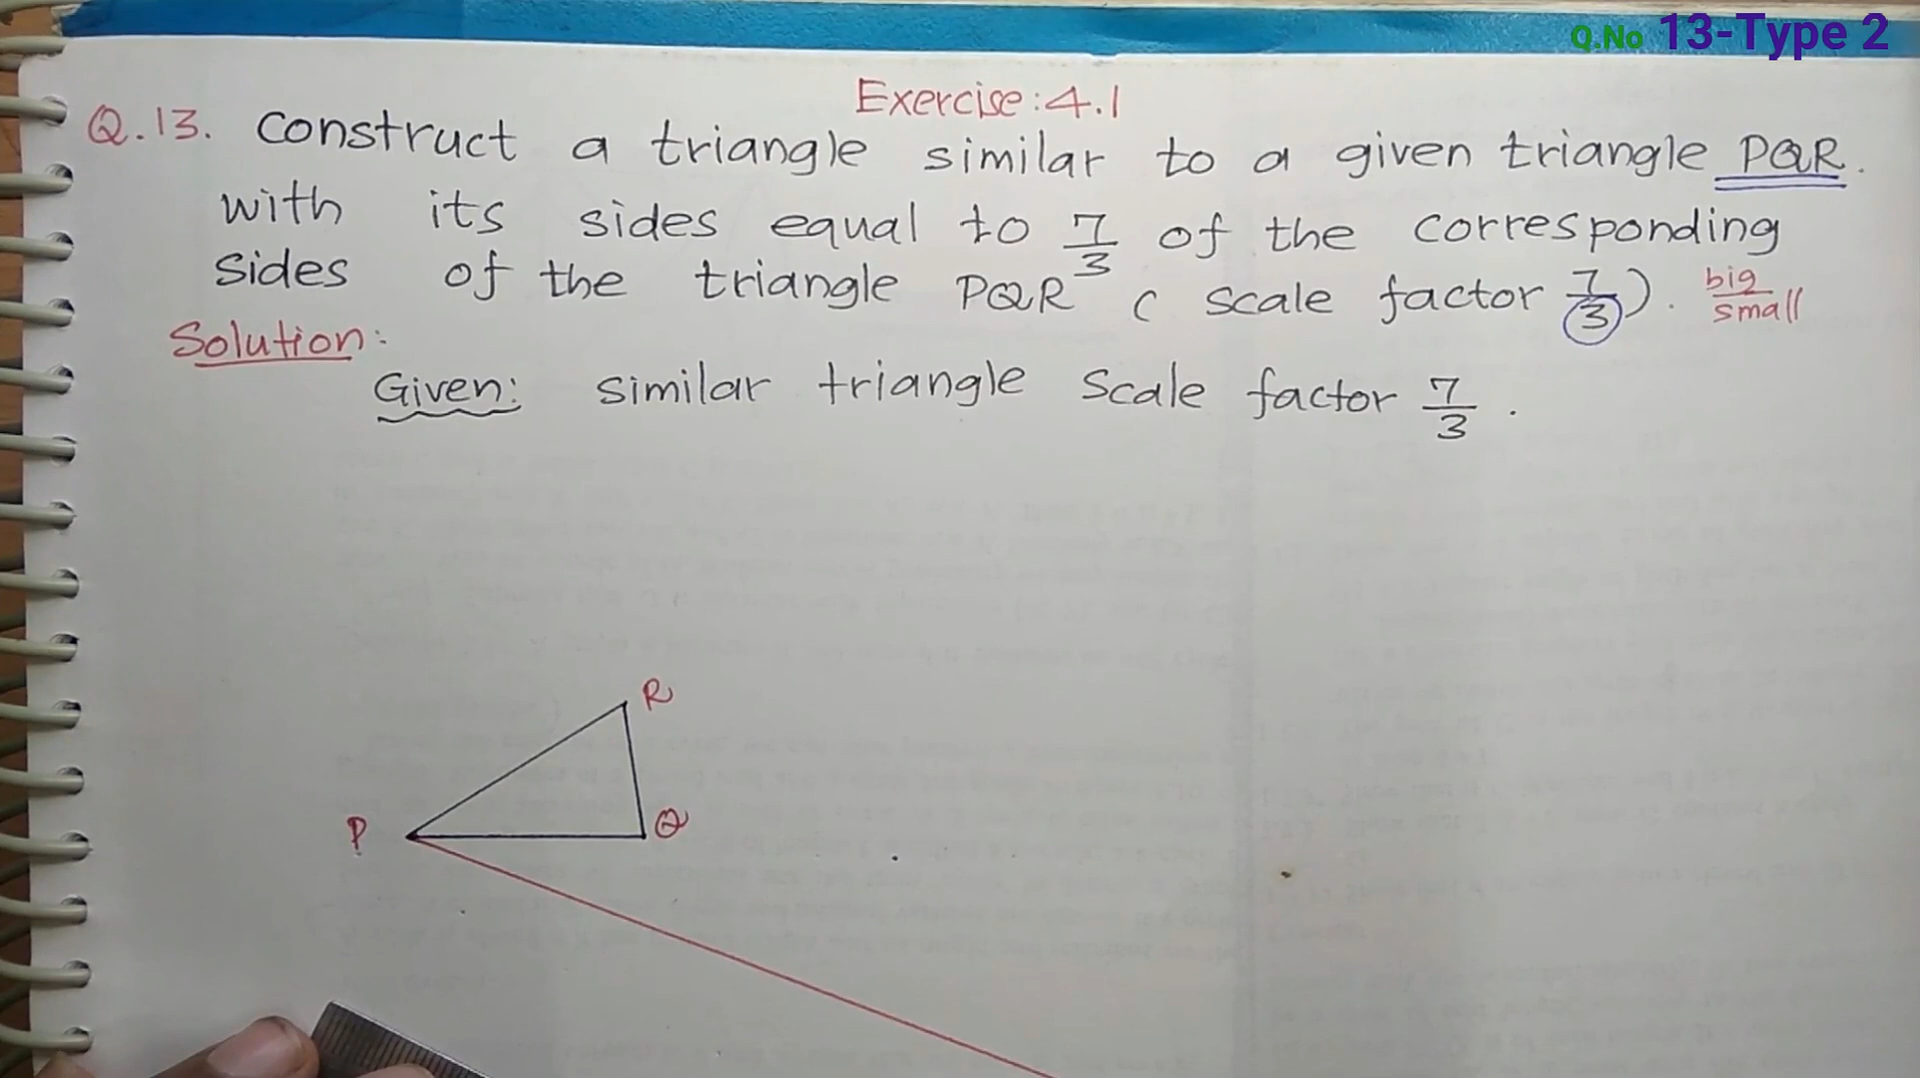 Q.No 13-Type 2
Exercise:4.1
Q.13. Construct a triangle similar to a given triangle PQR.
with its sides equal to 7/3 of the corresponding
sides of the triangle PQR ( scale factor 7/3). big/small
Solution:
Given: similar triangle scale factor 7/3.
R
P
Q